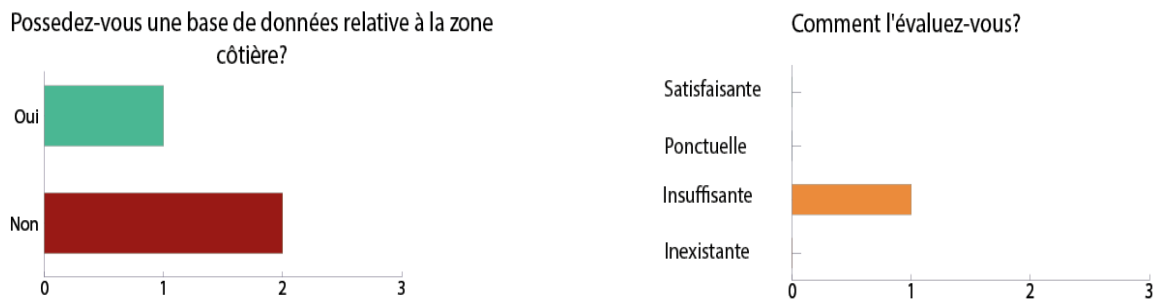 Possedez-vous une base de données relative à la zone
côtière?
Oui
Non
0 1 2 3
Comment l'évaluez-vous?
Satisfaisante
Ponctuelle
Insuffisante
Inexistante
0 1 2 3